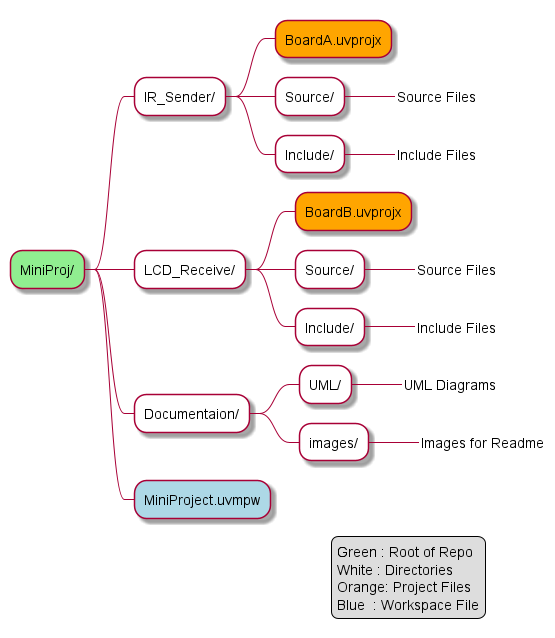 BoardA.uvprojx
IR_Sender/
Source/
Source Files
Include/
Include Files
BoardB.uvprojx
MiniProj/
LCD_Receive/
Source/
Source Files
Include/
Include Files
UML/
UML Diagrams
Documentaion/
images/
Images for Readme
MiniProject.uvmpw
Green : Root of Repo
White : Directories
Orange: Project Files
Blue  : Workspace File